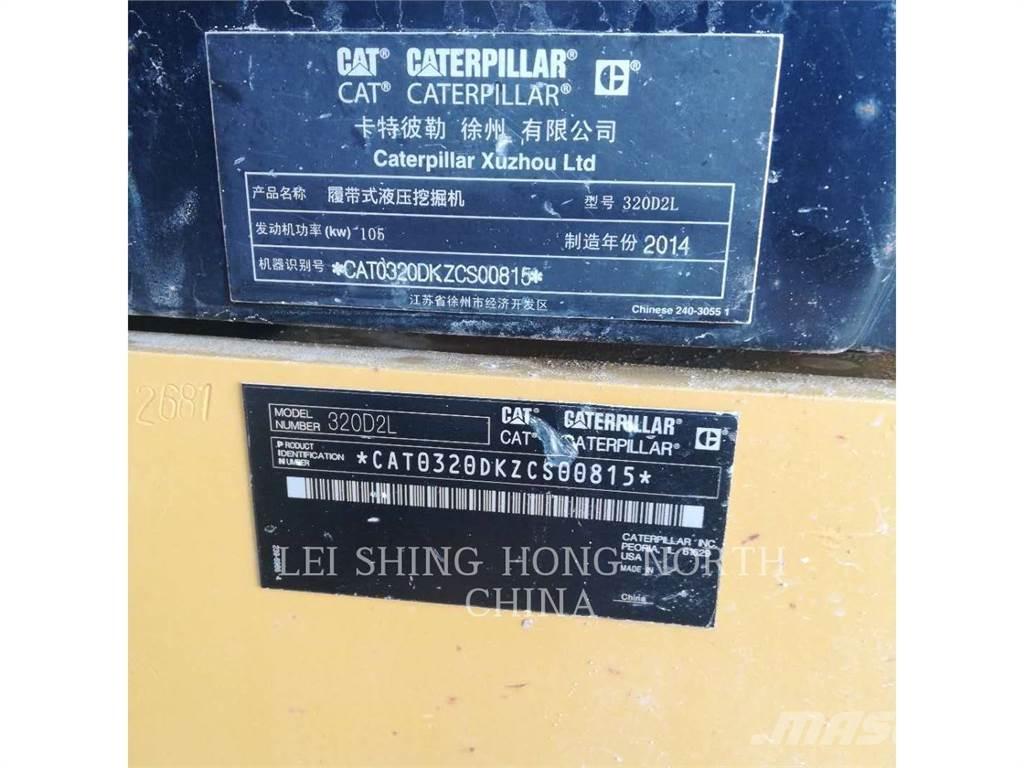 CAT® CATERPILLAR®
CAT® CATERPILLAR®
卡特彼勒 徐州 有限公司
Caterpillar Xuzhou Ltd
产品名称 履带式液压挖掘机 型号 320D2L
发动机功率(kw) 105 制造年份 2014
机器识别号 *CAT0320DKZCS00815*
江苏省徐州市经济开发区
Chinese 240-3055 1
2681
MODEL NUMBER 320D2L
CAT® CATERPILLAR®
CAT® CATERPILLAR®
PRODUCT
IDENTIFICATION
NUMBER
*CAT0320DKZCS00815*
CATERPILLAR INC.
PEORIA, IL 61629
USA
MADE IN
China
LEI SHING HONG NORTH
CHINA